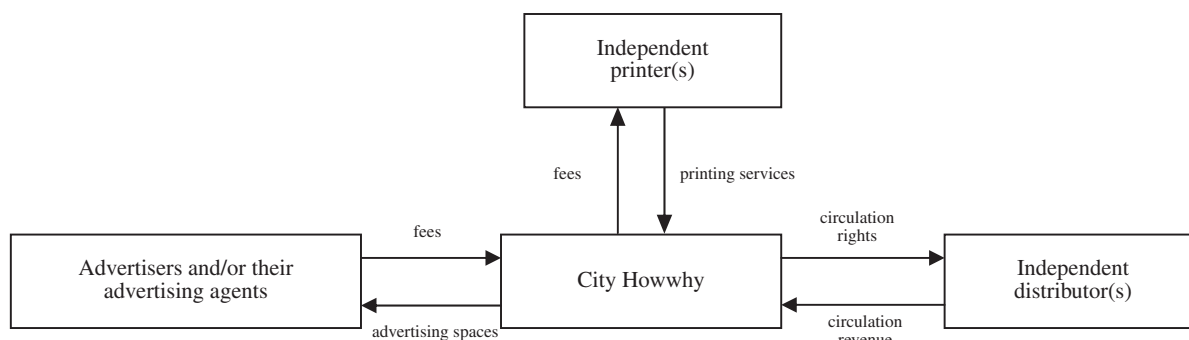 Independent
printer(s)
fees
printing services
fees
circulation
rights
Advertisers and/or their
advertising agents
City Howwhy
Independent
distributor(s)
advertising spaces
circulation
revenue